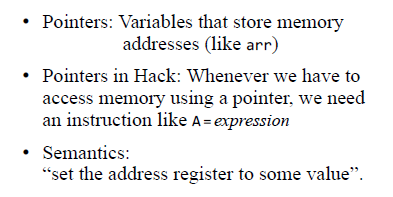 • Pointers: Variables that store memory
addresses (like arr)
• Pointers in Hack: Whenever we have to
access memory using a pointer, we need
an instruction like A=expression
• Semantics:
“set the address register to some value”.